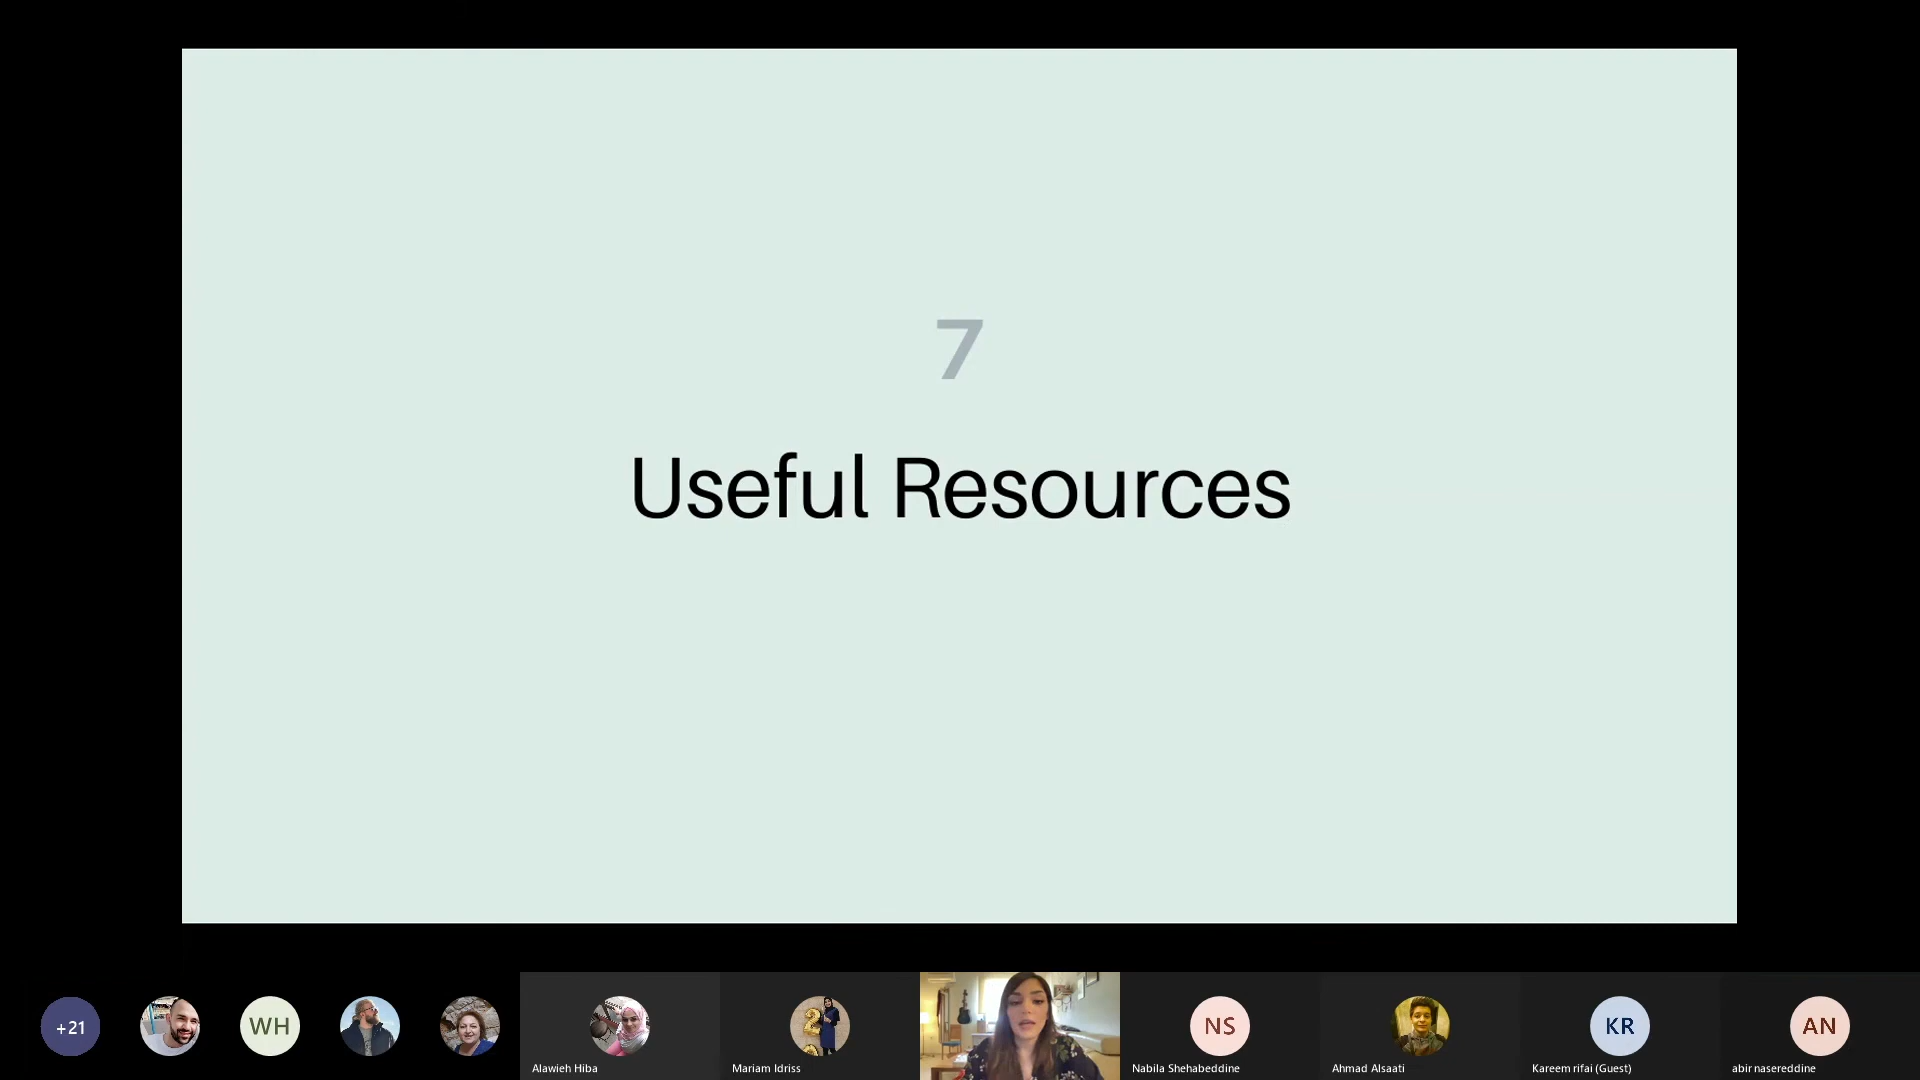 7
Useful Resources
+21
WH
Alawieh Hiba
Mariam Idriss
NS
Nabila Shehabeddine
Ahmad Alsaati
KR
Kareem rifai (Guest)
AN
abir nasereddine